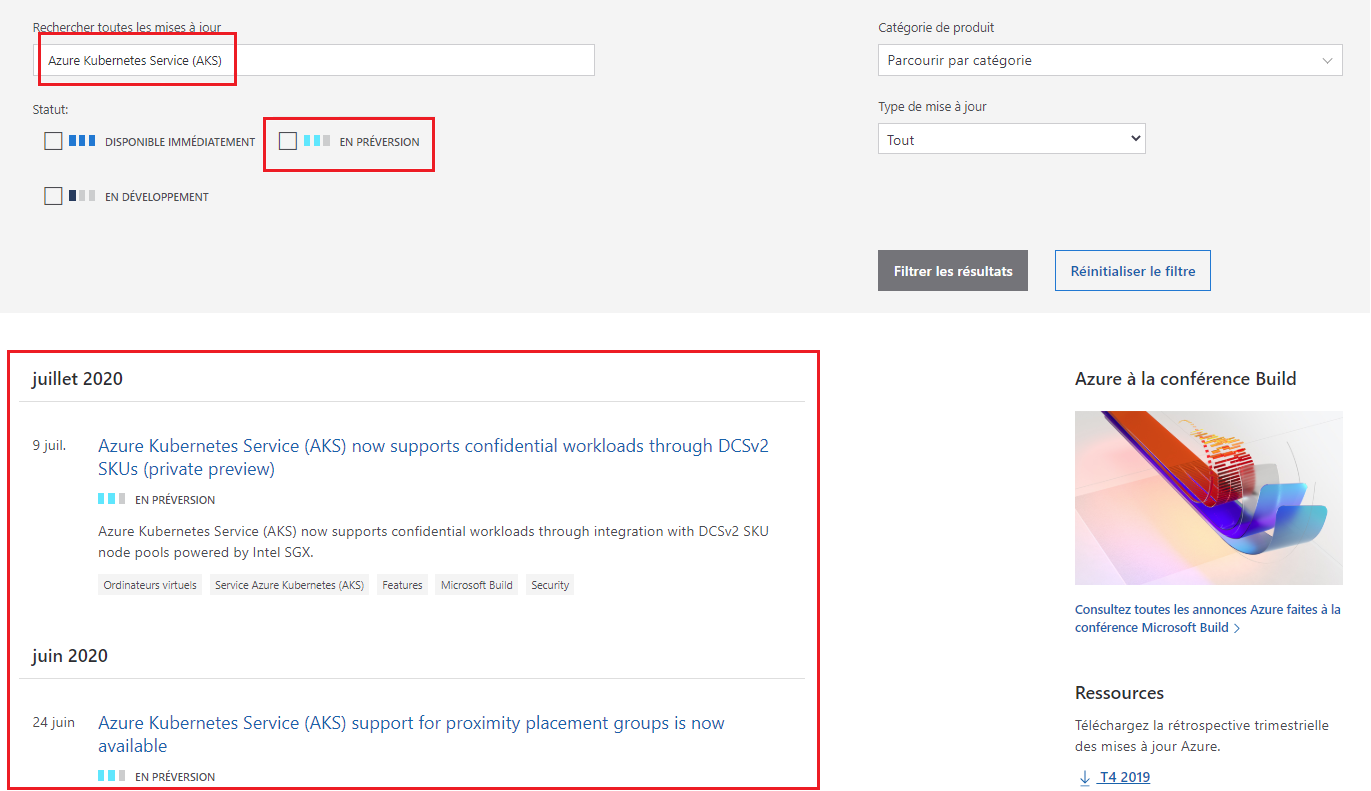 Rechercher toutes les mises à jour
Azure Kubernetes Service (AKS)
Statut:
DISPONIBLE IMMÉDIATEMENT
EN PRÉVERSION
EN DÉVELOPPEMENT
Catégorie de produit
Parcourir par catégorie
Type de mise à jour
Tout
Filtrer les résultats
Réinitialiser le filtre
juillet 2020
9 juil.
Azure Kubernetes Service (AKS) now supports confidential workloads through DCSv2
SKUs (private preview)
EN PRÉVERSION
Azure Kubernetes Service (AKS) now supports confidential workloads through integration with DCSv2 SKU
node pools powered by Intel SGX.
Ordinateurs virtuels
Service Azure Kubernetes (AKS)
Features
Microsoft Build
Security
juin 2020
24 juin
Azure Kubernetes Service (AKS) support for proximity placement groups is now
available
EN PRÉVERSION
Azure à la conférence Build
Consultez toutes les annonces Azure faites à la
conférence Microsoft Build
Ressources
Téléchargez la rétrospective trimestrielle
des mises à jour Azure.
T4 2019